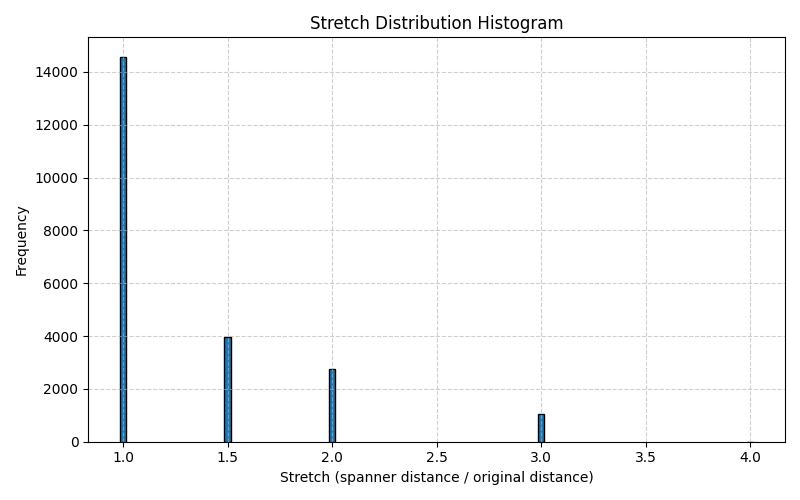 Stretch Distribution Histogram
Frequency
14000
12000
10000
8000
6000
4000
2000
0
1.0 1.5 2.0 2.5 3.0 3.5 4.0
Stretch (spanner distance / original distance)